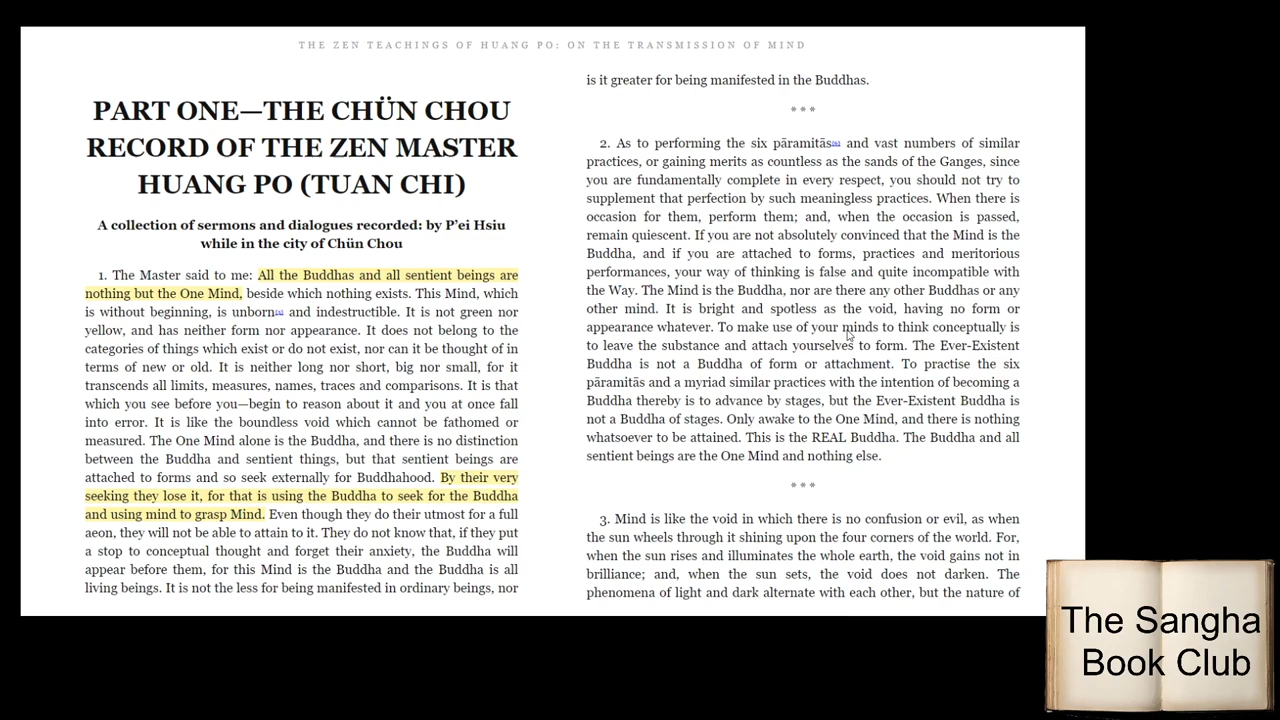 THE ZEN TEACHINGS OF HUANG PO: ON THE TRANSMISSION OF MIND
PART ONE—THE CHÜN CHOU
RECORD OF THE ZEN MASTER
HUANG PO (TUAN CHI)
A collection of sermons and dialogues recorded: by P'ei Hsiu
while in the city of Chün Chou
1. The Master said to me: All the Buddhas and all sentient beings are
nothing but the One Mind, beside which nothing exists. This Mind, which
is without beginning, is unborn and indestructible. It is not green nor
yellow, and has neither form nor appearance. It does not belong to the
categories of things which exist or do not exist, nor can it be thought of in
terms of new or old. It is neither long nor short, big nor small, for it
transcends all limits, measures, names, traces and comparisons. It is that
which you see before you—begin to reason about it and you at once fall
into error. It is like the boundless void which cannot be fathomed or
measured. The One Mind alone is the Buddha, and there is no distinction
between the Buddha and sentient things, but that sentient beings are
attached to forms and so seek externally for Buddhahood. By their very
seeking they lose it, for that is using the Buddha to seek for the Buddha
and using mind to grasp Mind. Even though they do their utmost for a full
aeon, they will not be able to attain to it. They do not know that, if they put
a stop to conceptual thought and forget their anxiety, the Buddha will
appear before them, for this Mind is the Buddha and the Buddha is all
living beings. It is not the less for being manifested in ordinary beings, nor
is it greater for being manifested in the Buddhas.
* * *
2. As to performing the six pāramitās and vast numbers of similar
practices, or gaining merits as countless as the sands of the Ganges, since
you are fundamentally complete in every respect, you should not try to
supplement that perfection by such meaningless practices. When there is
occasion for them, perform them; and, when the occasion is passed,
remain quiescent. If you are not absolutely convinced that the Mind is the
Buddha, and if you are attached to forms, practices and meritorious
performances, your way of thinking is false and quite incompatible with
the Way. The Mind is the Buddha, nor are there any other Buddhas or any
other mind. It is bright and spotless as the void, having no form or
appearance whatever. To make use of your minds to think conceptually is
to leave the substance and attach yourselves to form. The Ever-Existent
Buddha is not a Buddha of form or attachment. To practise the six
pāramitās and a myriad similar practices with the intention of becoming a
Buddha thereby is to advance by stages, but the Ever-Existent Buddha is
not a Buddha of stages. Only awake to the One Mind, and there is nothing
whatsoever to be attained. This is the REAL Buddha. The Buddha and all
sentient beings are the One Mind and nothing else.
* * *
3. Mind is like the void in which there is no confusion or evil, as when
the sun wheels through it shining upon the four corners of the world. For,
when the sun rises and illuminates the whole earth, the void gains not in
brilliance; and, when the sun sets, the void does not darken. The
phenomena of light and dark alternate with each other, but the nature of
The Sangha
Book Club